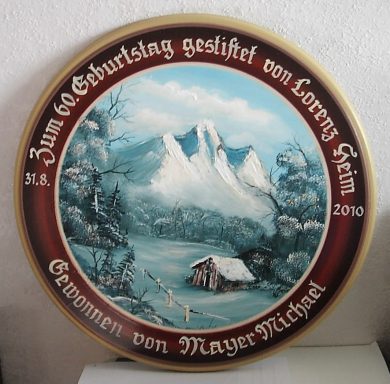 Zum 60. Geburtstag gestiftet von Lorenz Heim
31.8. 2010
Gewonnen von Mayer Michael